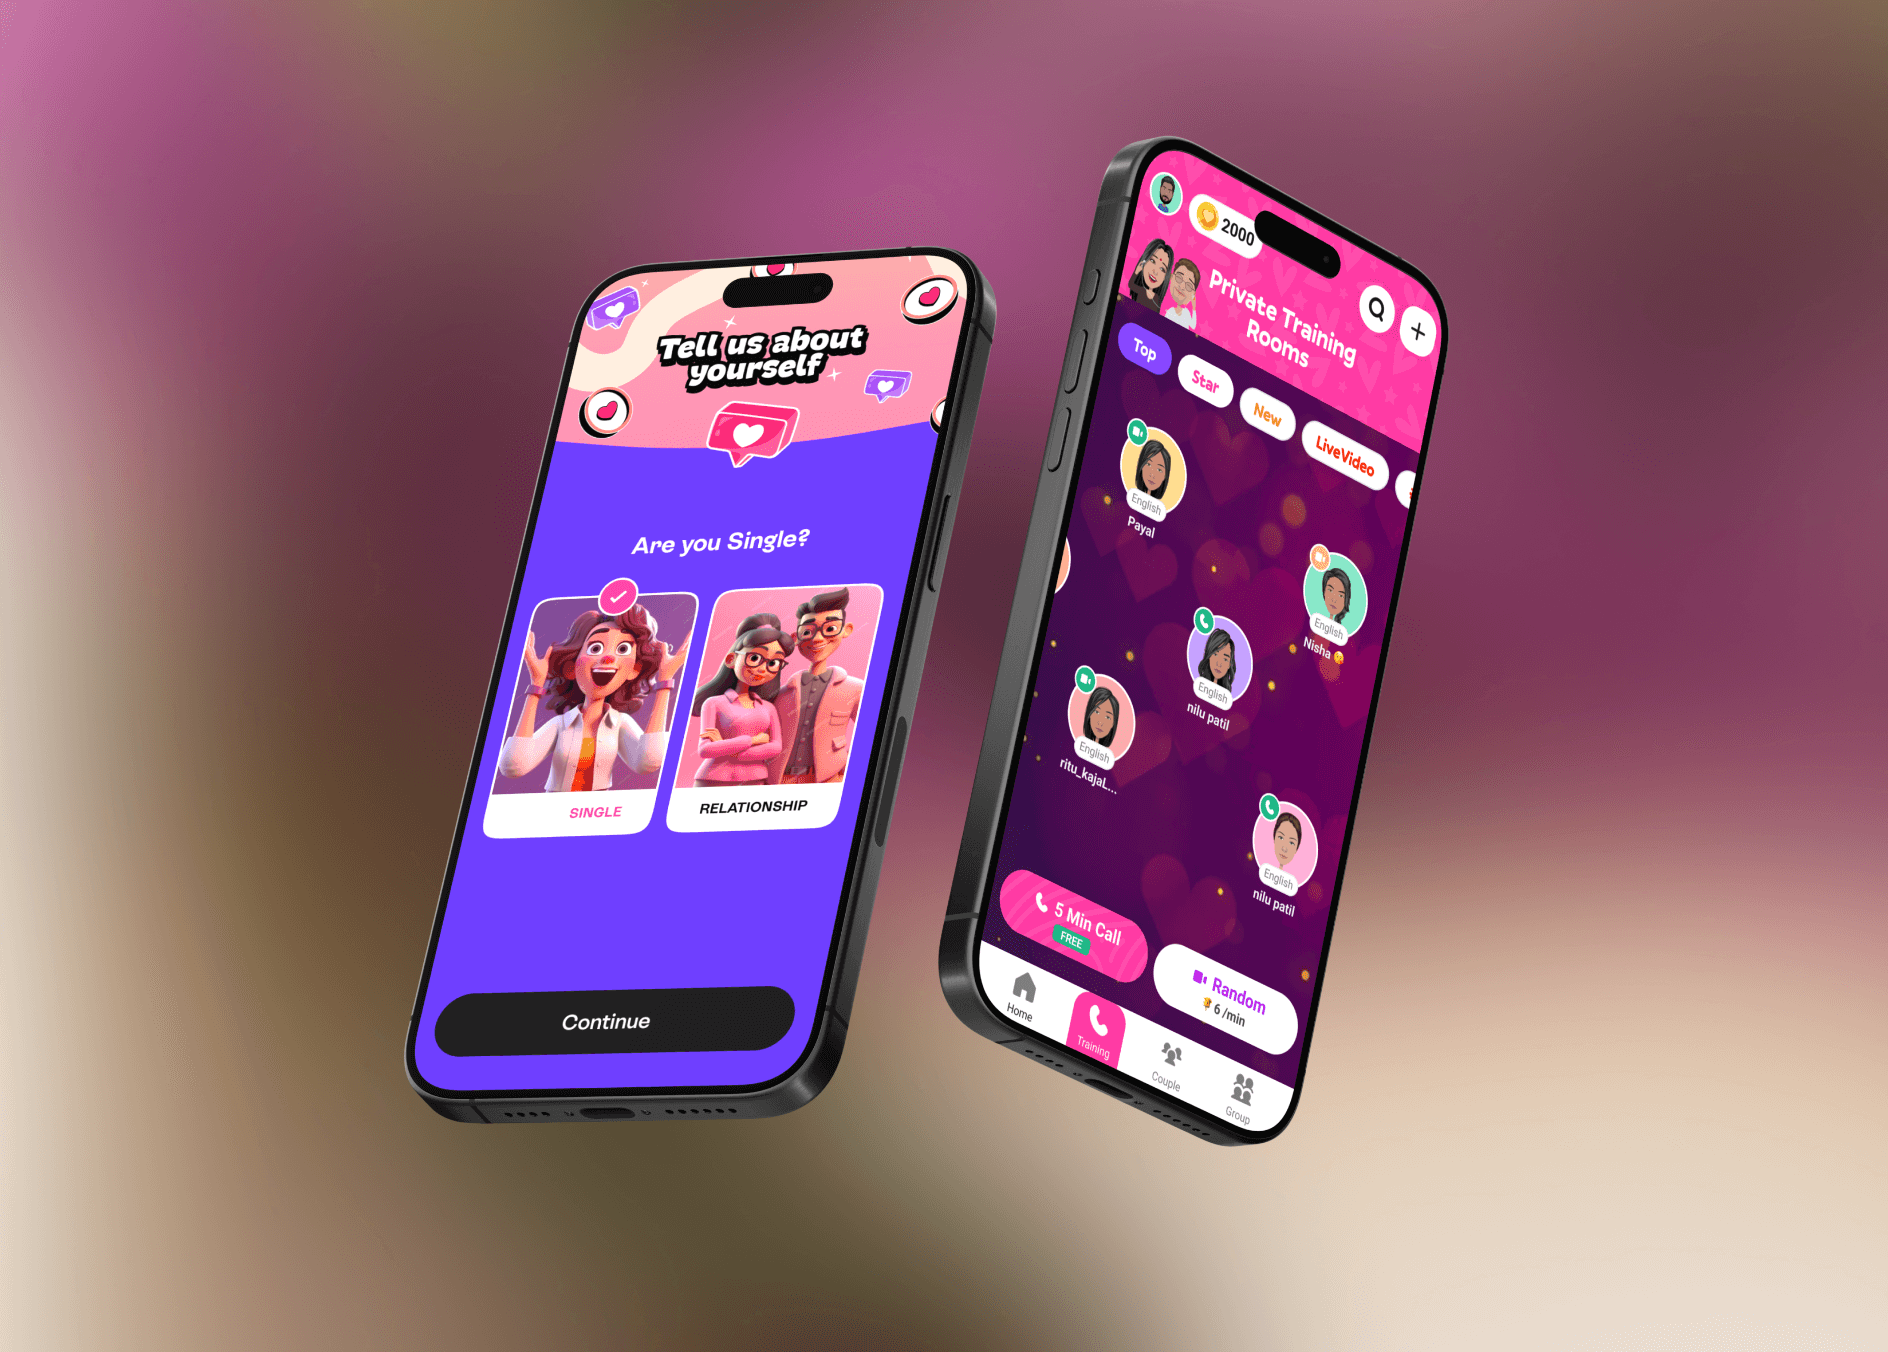 Tell us about
yourself
Are you Single?
SINGLE
RELATIONSHIP
Continue
2000
Private Training
Rooms
Top
Star
New
LiveVideo
English
Payal
English
Nisha
English
nilu patil
English
ritu_kajal_...
English
nilu patil
5 Min Call
FREE
Random
6 /min
Home
Training
Couple
Group